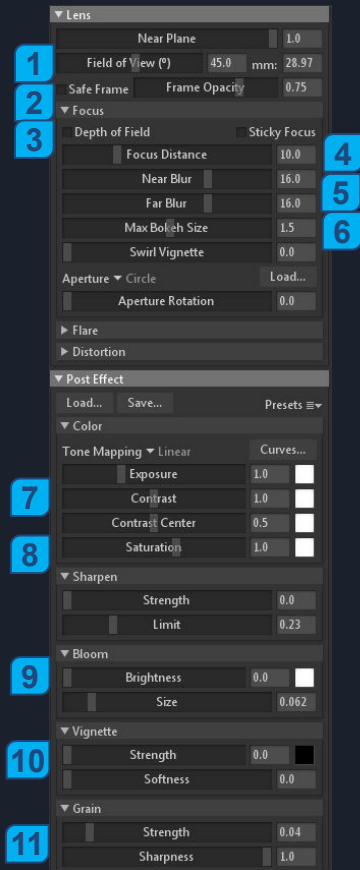 Lens
Near Plane 1.0
1 Field of View (º) 45.0 mm: 28.97
2 Safe Frame Frame Opacity 0.75
Focus
3 Depth of Field Sticky Focus
Focus Distance 10.0 4
Near Blur 16.0
Far Blur 16.0 5
Max Bokeh Size 1.5 6
Swirl Vignette 0.0
Aperture Circle Load...
Aperture Rotation 0.0
Flare
Distortion
Post Effect
Load... Save... Presets
Color
Tone Mapping Linear Curves...
Exposure 1.0
7 Contrast 1.0
Contrast Center 0.5
8 Saturation 1.0
Sharpen
Strength 0.0
Limit 0.23
Bloom
9 Brightness 0.0
Size 0.062
Vignette
10 Strength 0.0
Softness 0.0
Grain
Strength 0.04
11 Sharpness 1.0